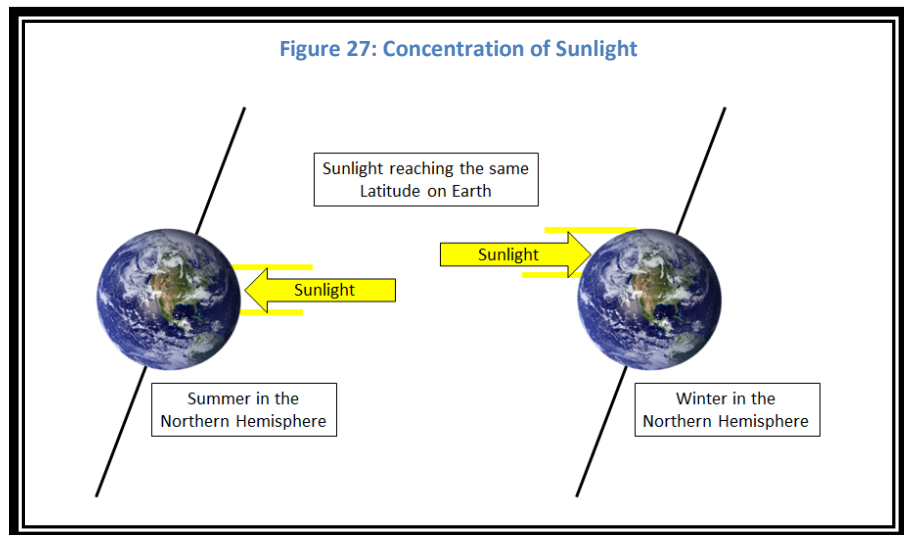 Figure 27: Concentration of Sunlight
Sunlight reaching the same
Latitude on Earth
Sunlight
Sunlight
Summer in the
Northern Hemisphere
Winter in the
Northern Hemisphere